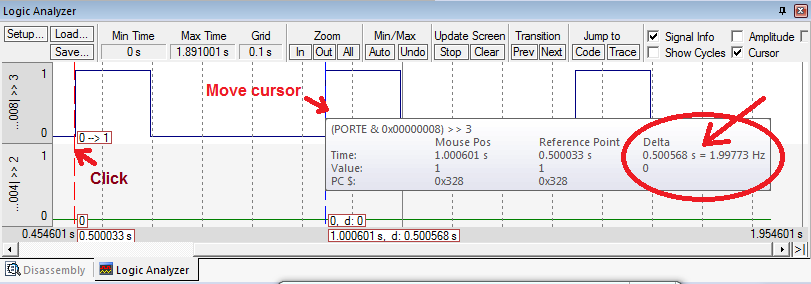 Logic Analyzer
Setup... Load... Save...
Min Time Max Time Grid Zoom Min/Max Update Screen Transition Jump to
0 s 1.891001 s 0.1 s In Out All Auto Undo Stop Clear Prev Next Code Trace
Signal Info Amplitude
Show Cycles Cursor
1
...008) >> 3
0
0 --> 1
Move cursor
Click
(PORTE & 0x00000008) >> 3
Mouse Pos Reference Point Delta
Time: 1.000601 s 0.500033 s 0.500568 s = 1.99773 Hz
Value: 1 1 0
PC $: 0x328 0x328
1
...004) >> 2
0
0 0, d: 0
0.454601 s 0.500033 s 1.000601 s, d: 0.500568 s 1.954601 s
Disassembly Logic Analyzer